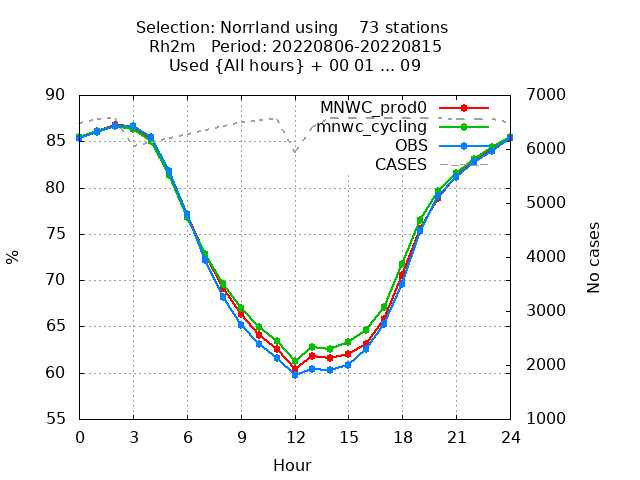 Selection: Norrland using    73 stations
Rh2m   Period: 20220806-20220815
Used {All hours} + 00 01 ... 09
90 7000
MNWC_prod0
mnwc_cycling
85 6000
OBS
CASES
80 5000
75 4000
% No cases
70
65 3000
60 2000
55 1000
0 3 6 9 12 15 18 21 24
Hour